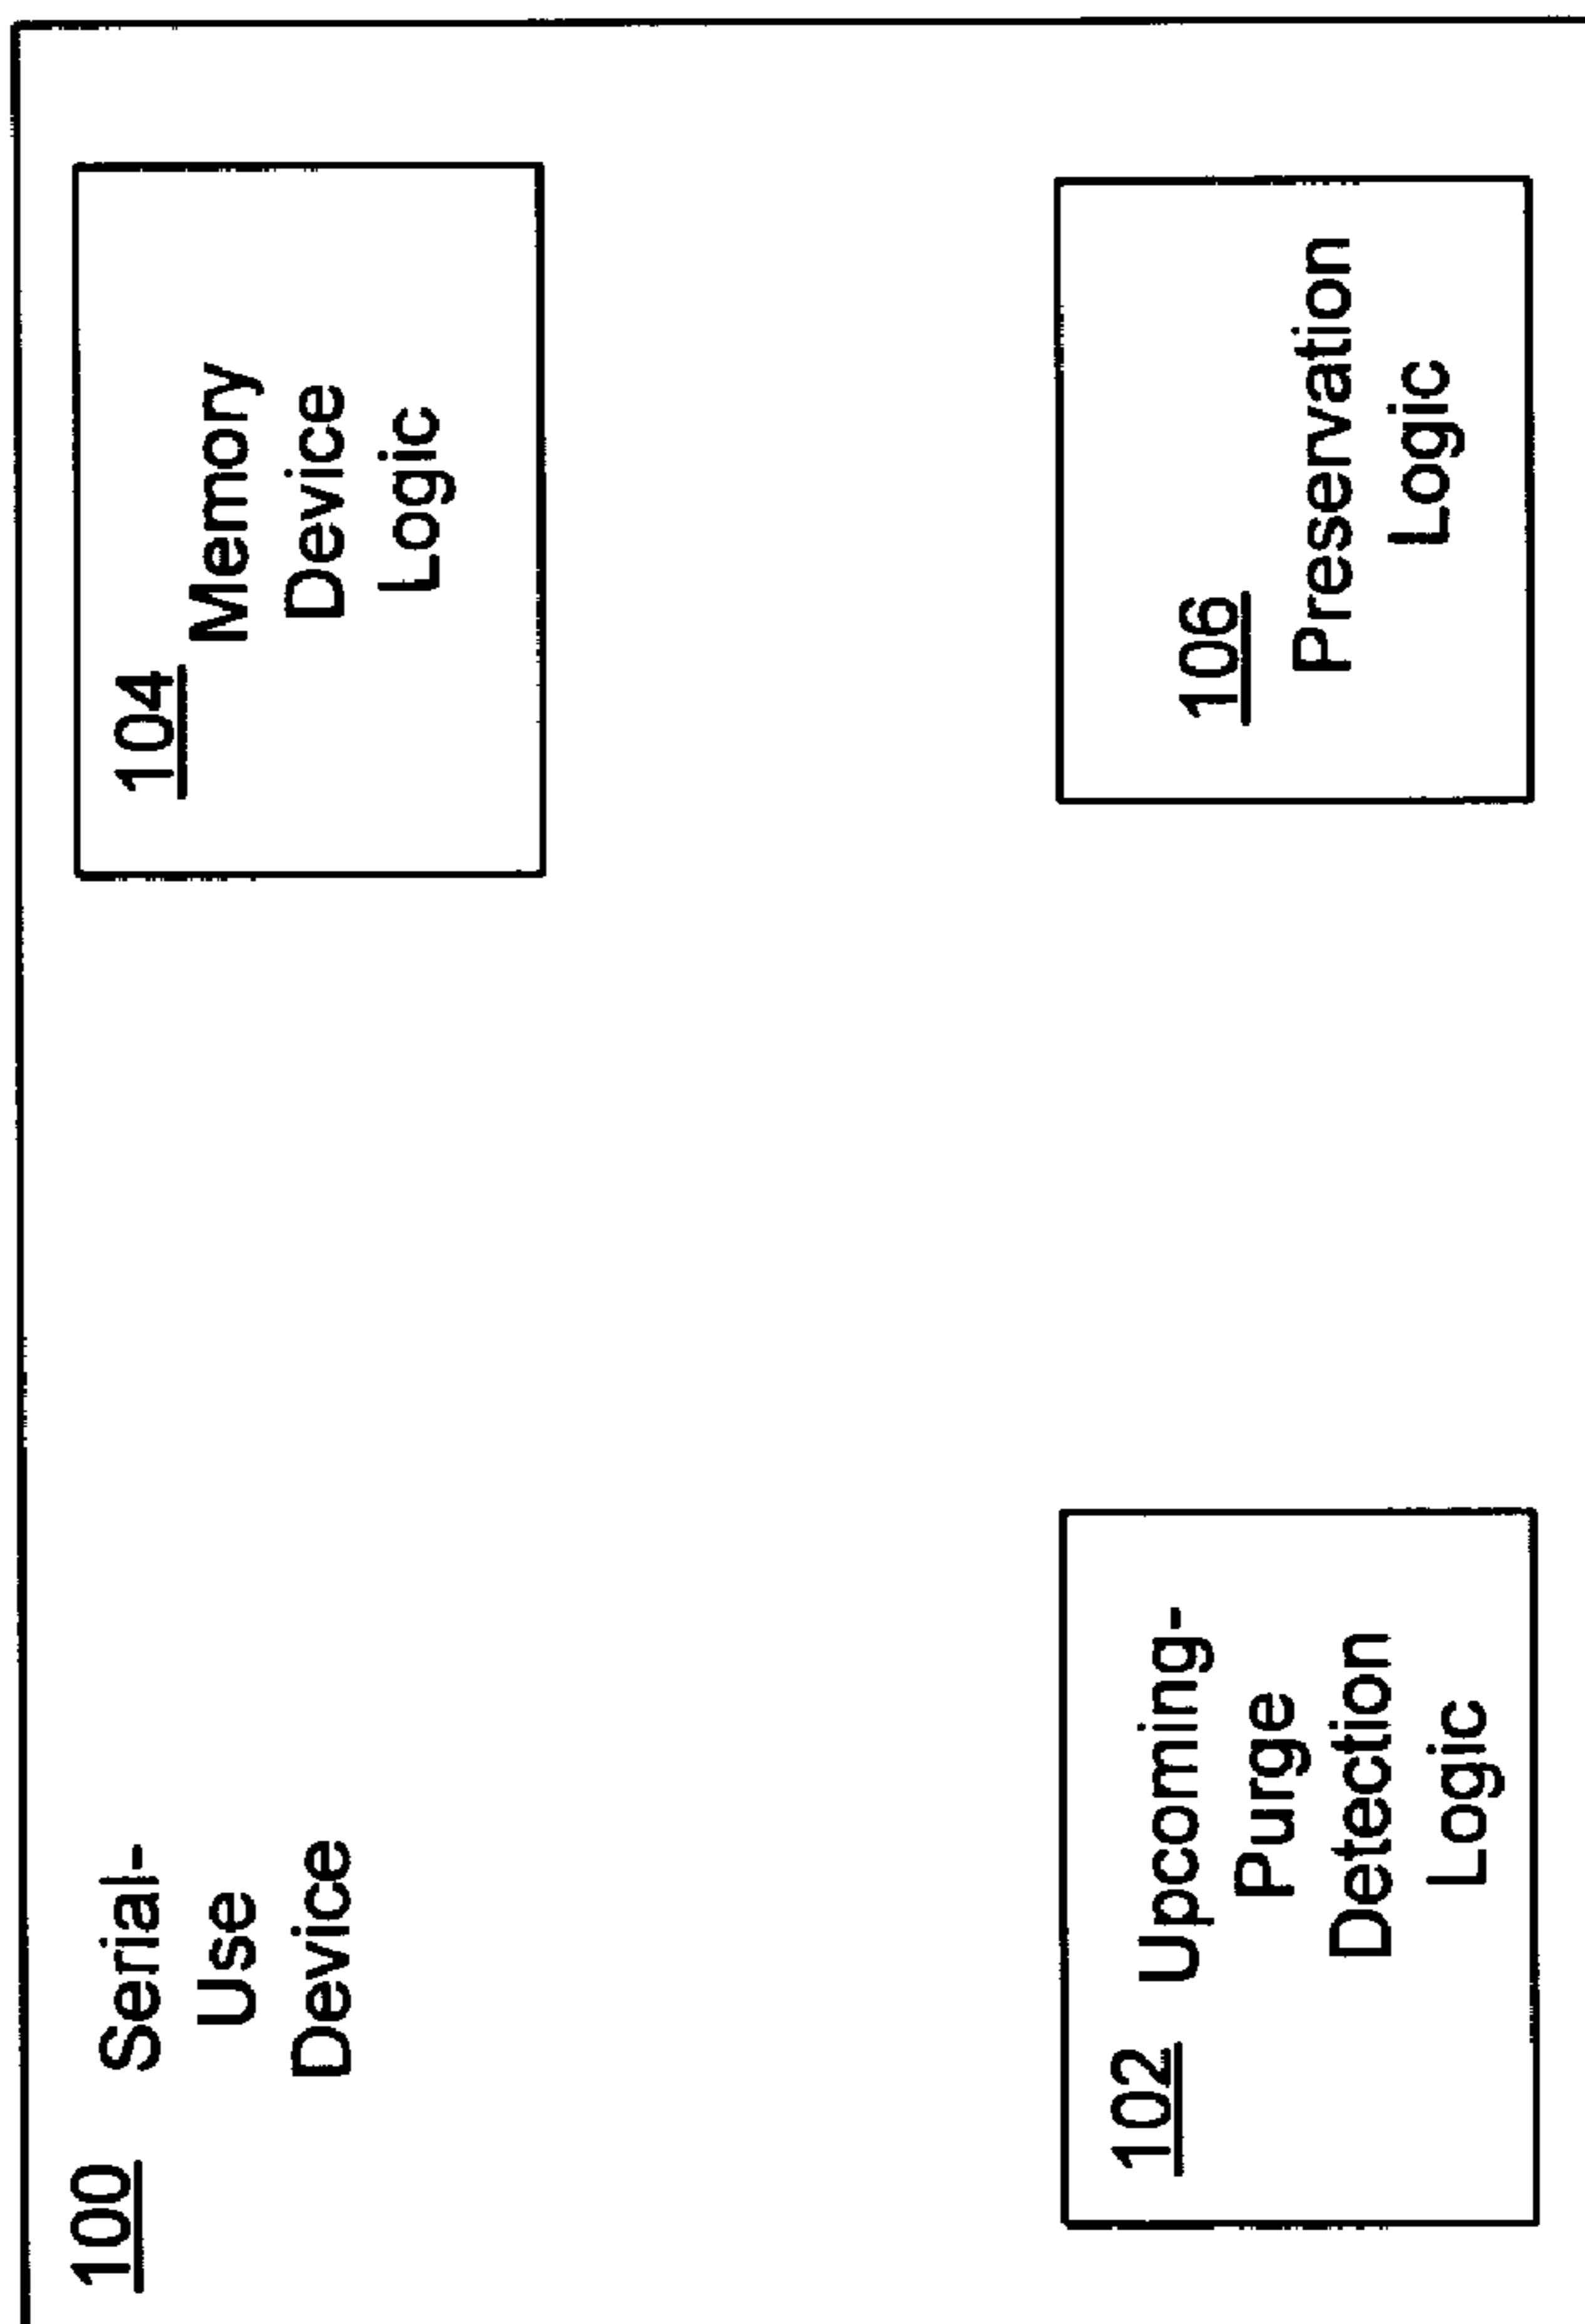 100 Serial-
Use
Device
104
Memory
Device
Logic
102 Upcoming-
Purge
Detection
Logic
106
Preservation
Logic